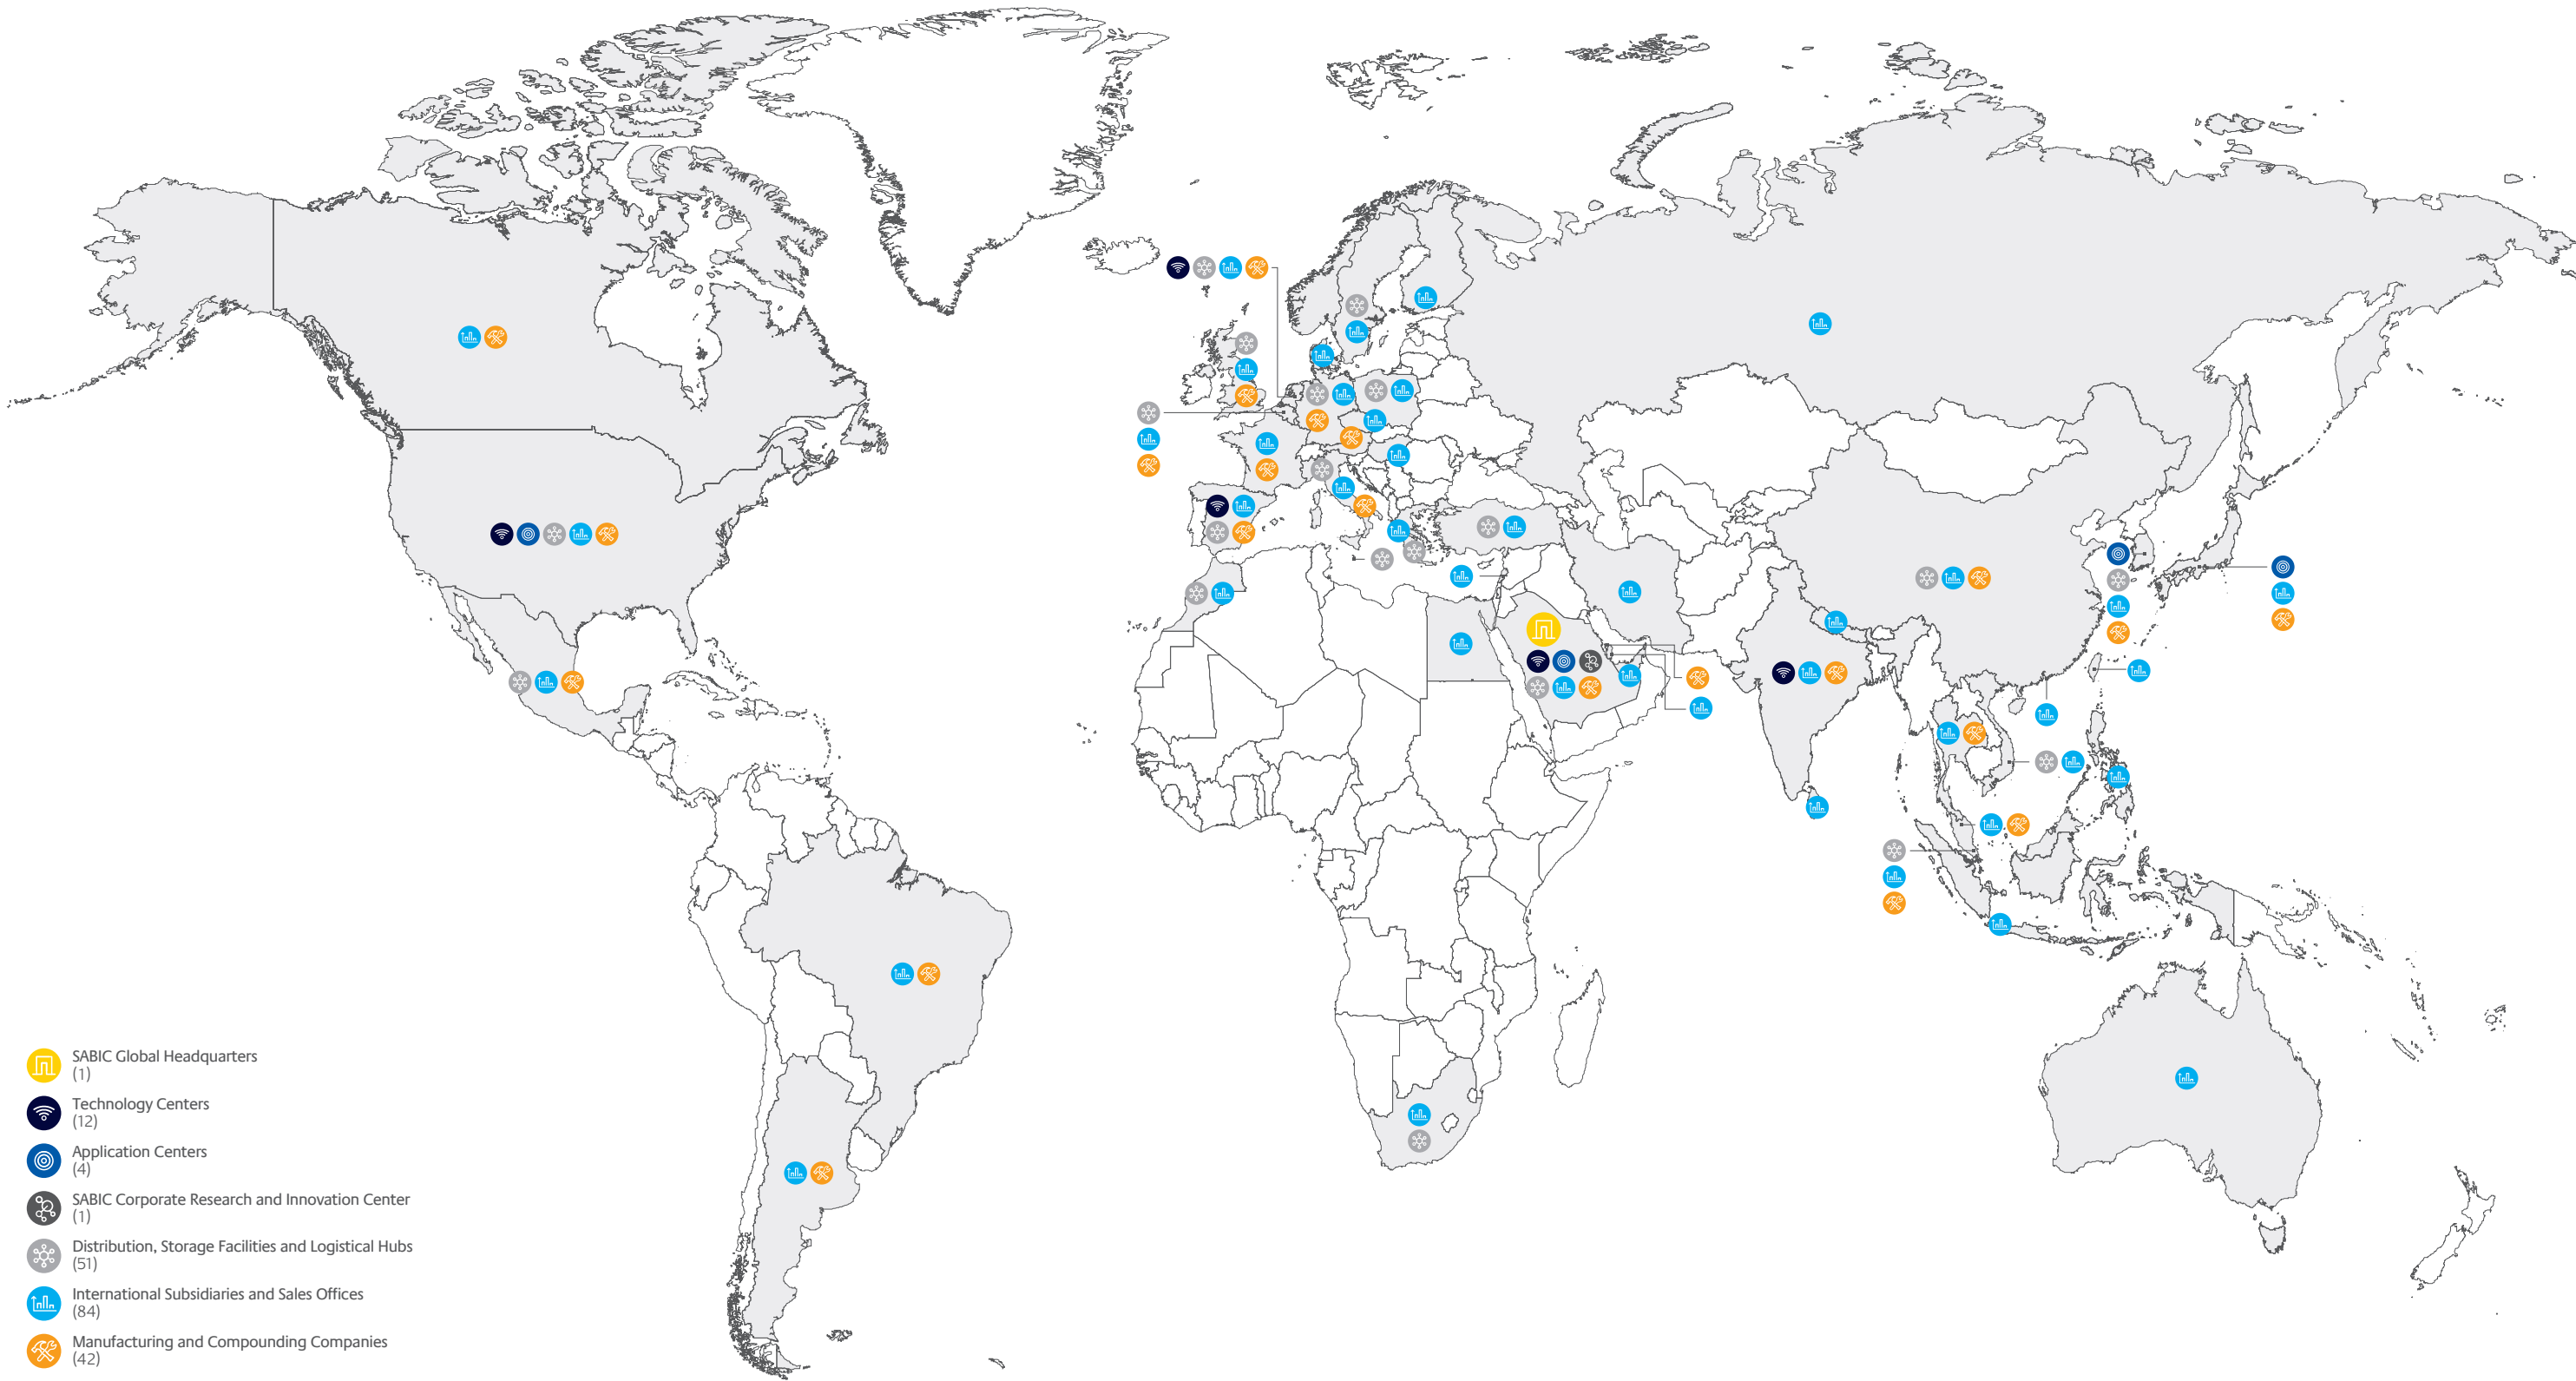 SABIC Global Headquarters
(1)
Technology Centers
(12)
Application Centers
(4)
SABIC Corporate Research and Innovation Center
(1)
Distribution, Storage Facilities and Logistical Hubs
(51)
International Subsidiaries and Sales Offices
(84)
Manufacturing and Compounding Companies
(42)